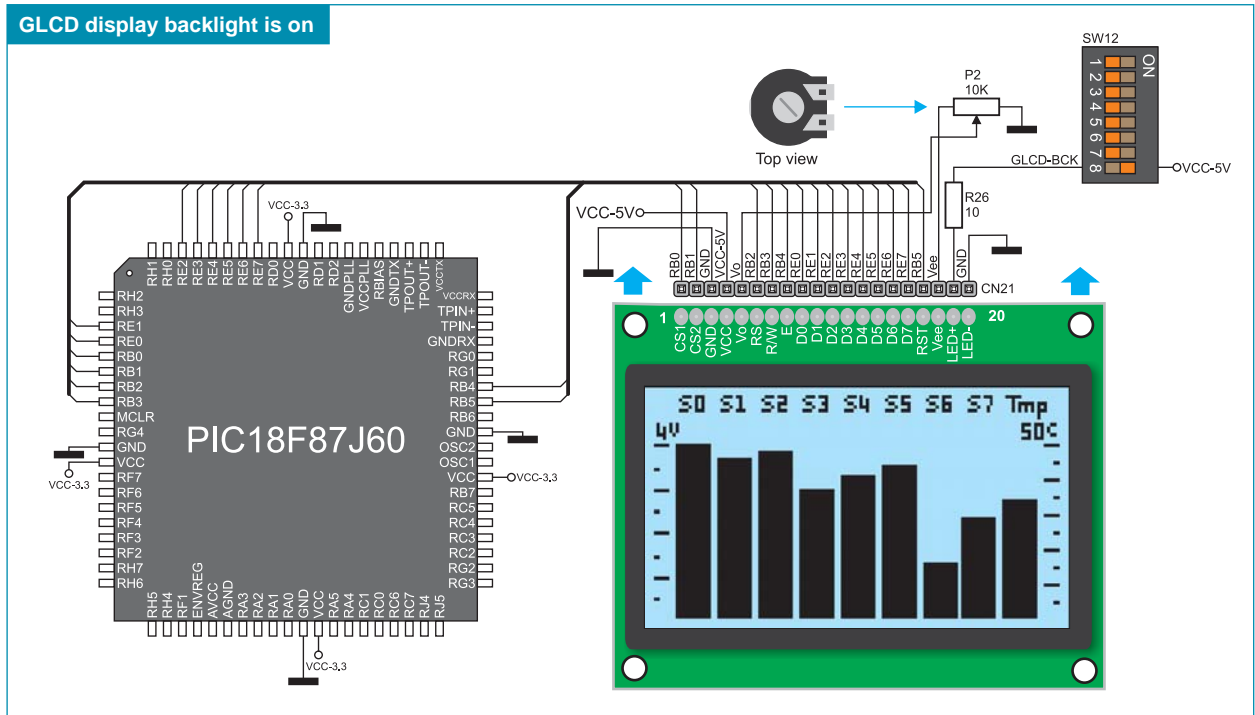 GLCD display backlight is on
SW12
ON
1
2
3
4
5
6
7
8
P2
10K
Top view
GLCD-BCK
VCC-5V
R26
10
VCC-5V
VCC-3.3
RH1
RH0
RE2
RE3
RE4
RE5
RE6
RE7
RD0
VCC
GND
RD1
RD2
GNDPLL
VCCPLL
RBIAS
GNDTX
TPOUT+
TPOUT-
VCCTX
RH2
RH3
RE1
RE0
RB0
RB1
RB2
RB3
MCLR
RG4
GND
VCC
RF7
RF6
RF5
RF4
RF3
RF2
RH7
RH6
VCC-3.3
PIC18F87J60
VCCRX
TPIN+
TPIN-
GNDRX
RG0
RG1
RB4
RB5
RB6
GND
OSC2
OSC1
VCC
RB7
RC5
RC4
RC3
RC2
RG2
RG3
VCC-3.3
RH5
RH4
RF1
ENVREG
AVCC
AGND
RA3
RA2
RA1
RA0
GND
VCC
RA5
RA4
RC1
RC0
RC6
RC7
RJ4
RJ5
VCC-3.3
RB0
RB1
GND
VCC-5V
Vo
RB2
RB3
RB4
RE0
RE1
RE2
RE3
RE4
RE5
RE6
RE7
RB5
Vee
GND
CN21
1
20
CS1
CS2
GND
VCC
Vo
RS
R/W
E
D0
D1
D2
D3
D4
D5
D6
D7
RST
Vee
LED+
LED-
S0 S1 S2 S3 S4 S5 S6 S7 Tmp
4V
50C